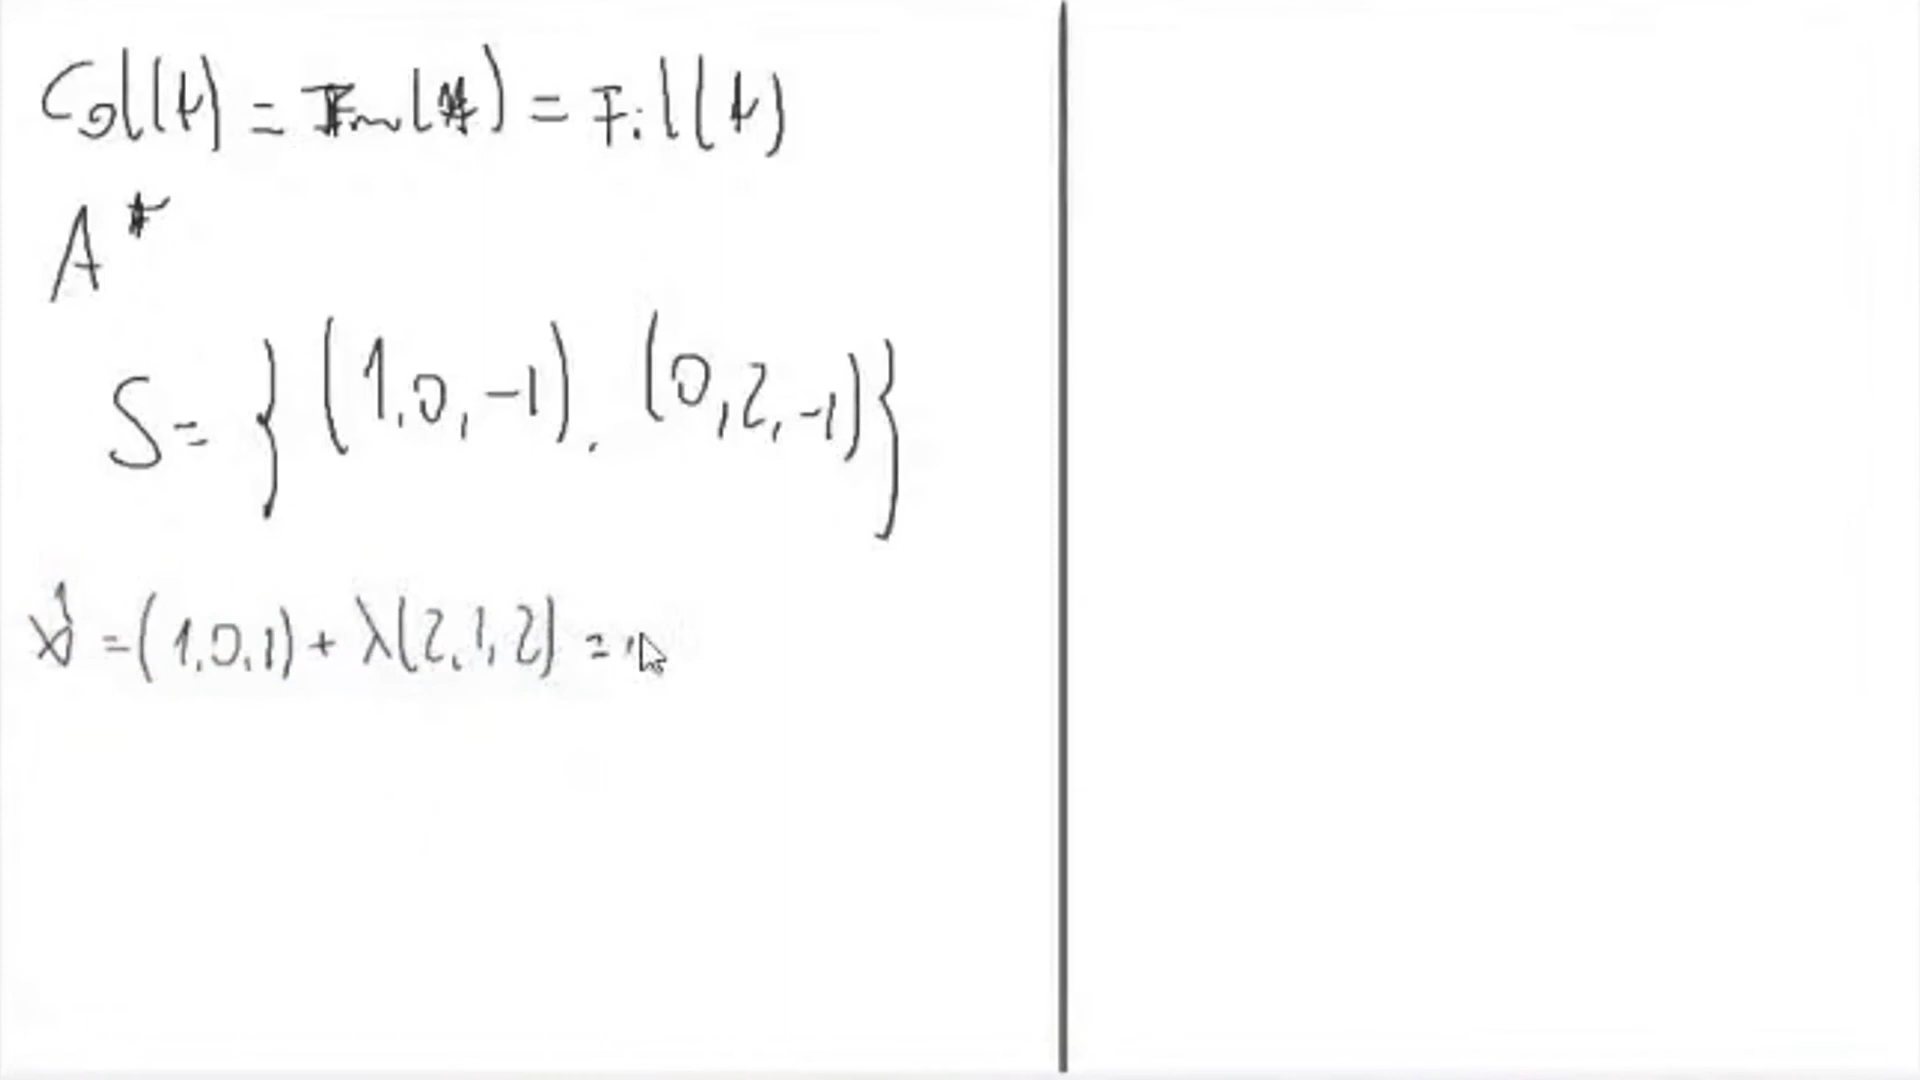 Col(A) = Im(A) = Fil(A)
A*
S = { (1,0,-1). (0,2,-1) }
= (1,0,1) + λ(2,1,2) =